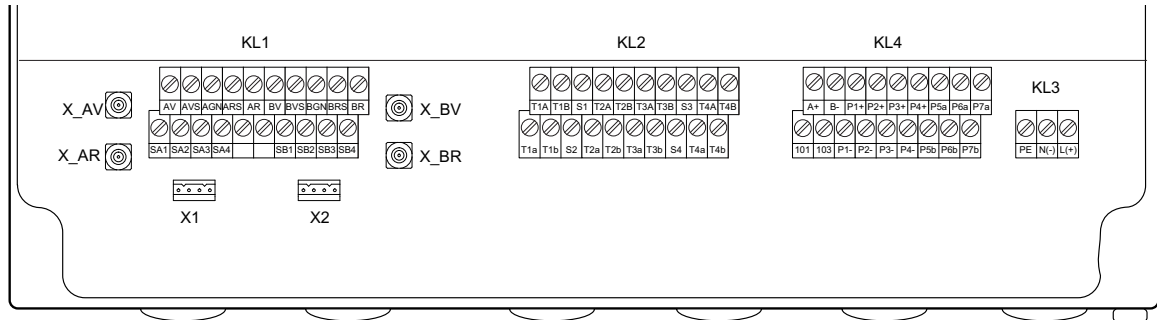 KL1 KL2 KL4
KL3
AV AVS AGN ARS AR BV BVS BGN BRS BR
T1A T1B S1 T2A T2B T3A T3B S3 T4A T4B
A+ B- P1+ P2+ P3+ P4+ P5a P6a P7a
X_AV X_BV
SA1 SA2 SA3 SA4 SB1 SB2 SB3 SB4
T1a T1b S2 T2a T2b T3a T3b S4 T4a T4b
101 103 P1- P2- P3- P4- P5b P6b P7b
PE N(-) L(+)
X_AR X_BR
X1 X2